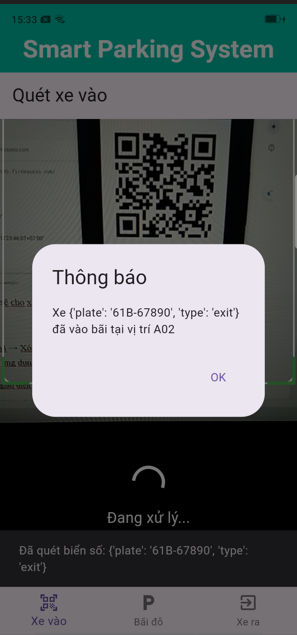 15:33
Smart Parking System
Quét xe vào
Thông báo
Xe {'plate': '61B-67890', 'type': 'exit'}
đã vào bãi tại vị trí A02
OK
Đang xử lý...
Đã quét biển số: {'plate': '61B-67890', 'type':
'exit'}
Xe vào
P
Bãi đỗ
Xe ra